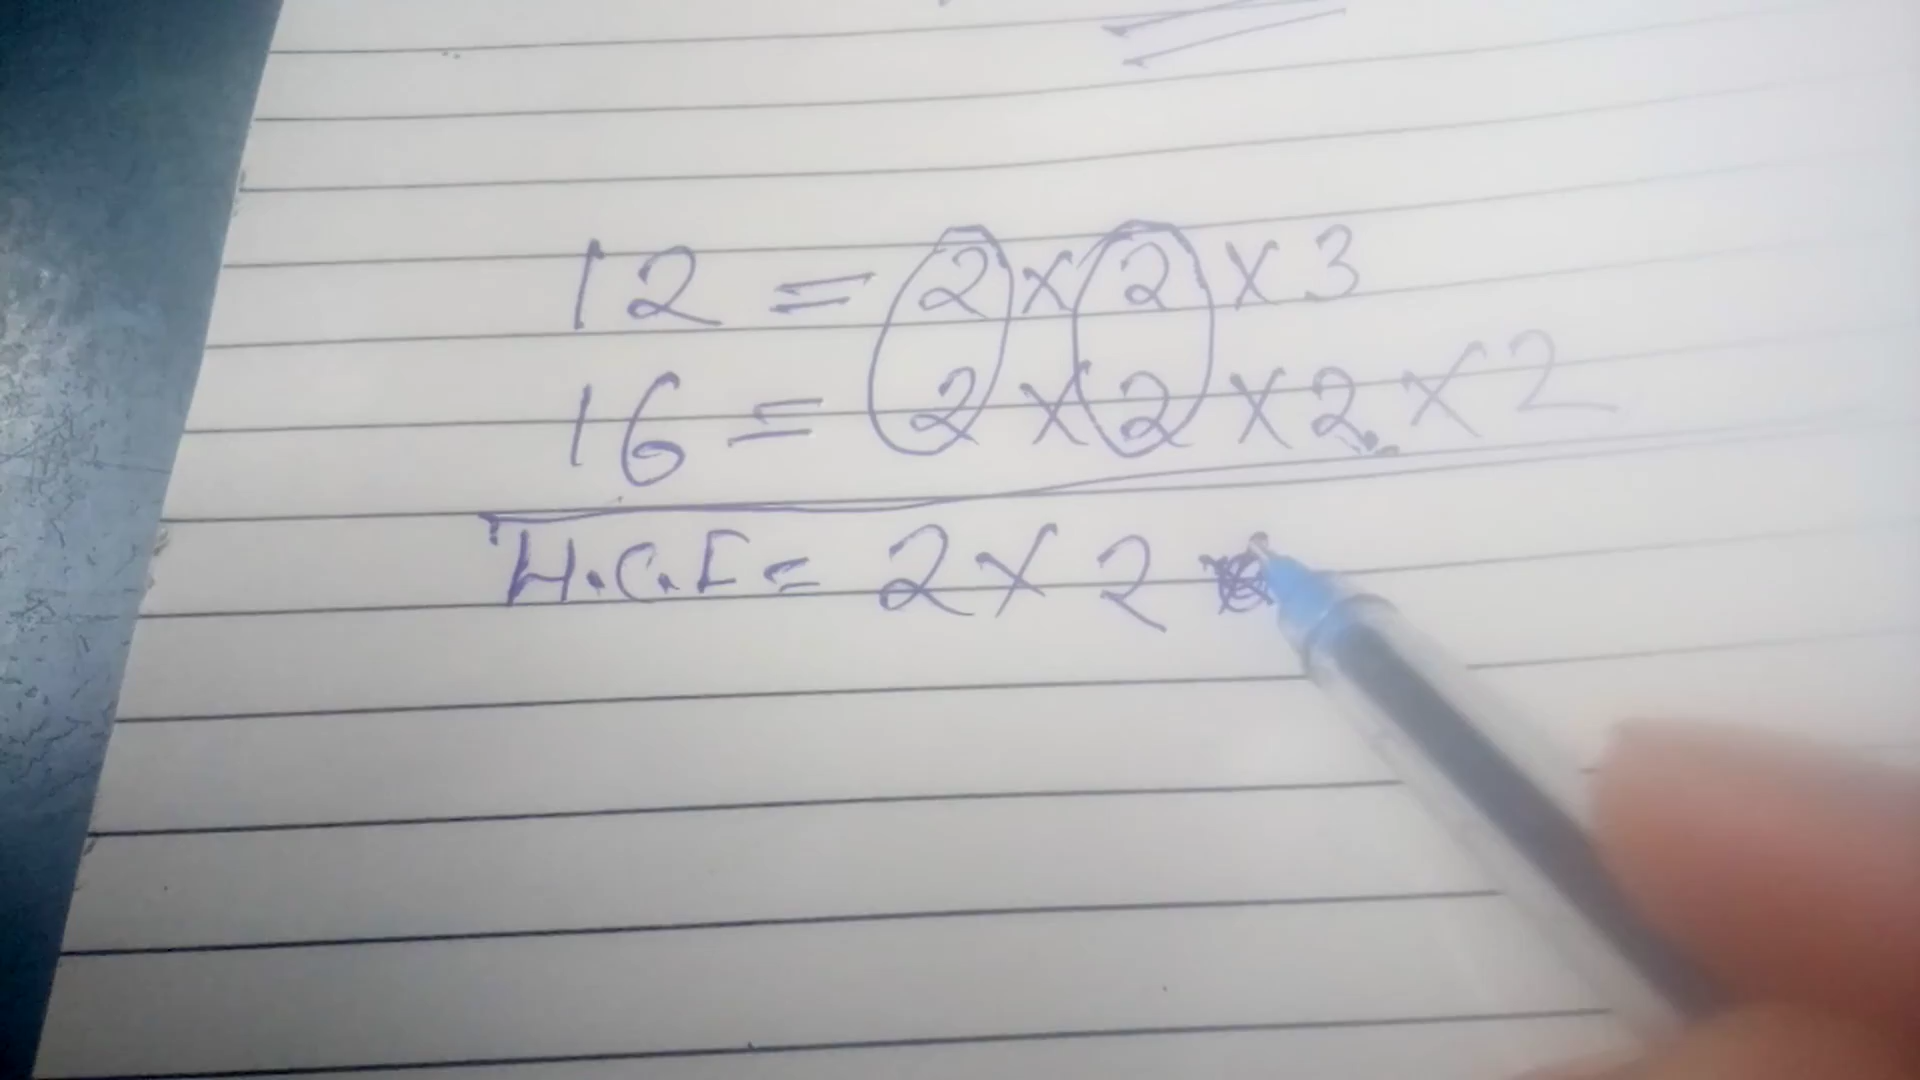 12 = 2 × 2 × 3
16 = 2 × 2 × 2 × 2
H.C.F = 2 × 2